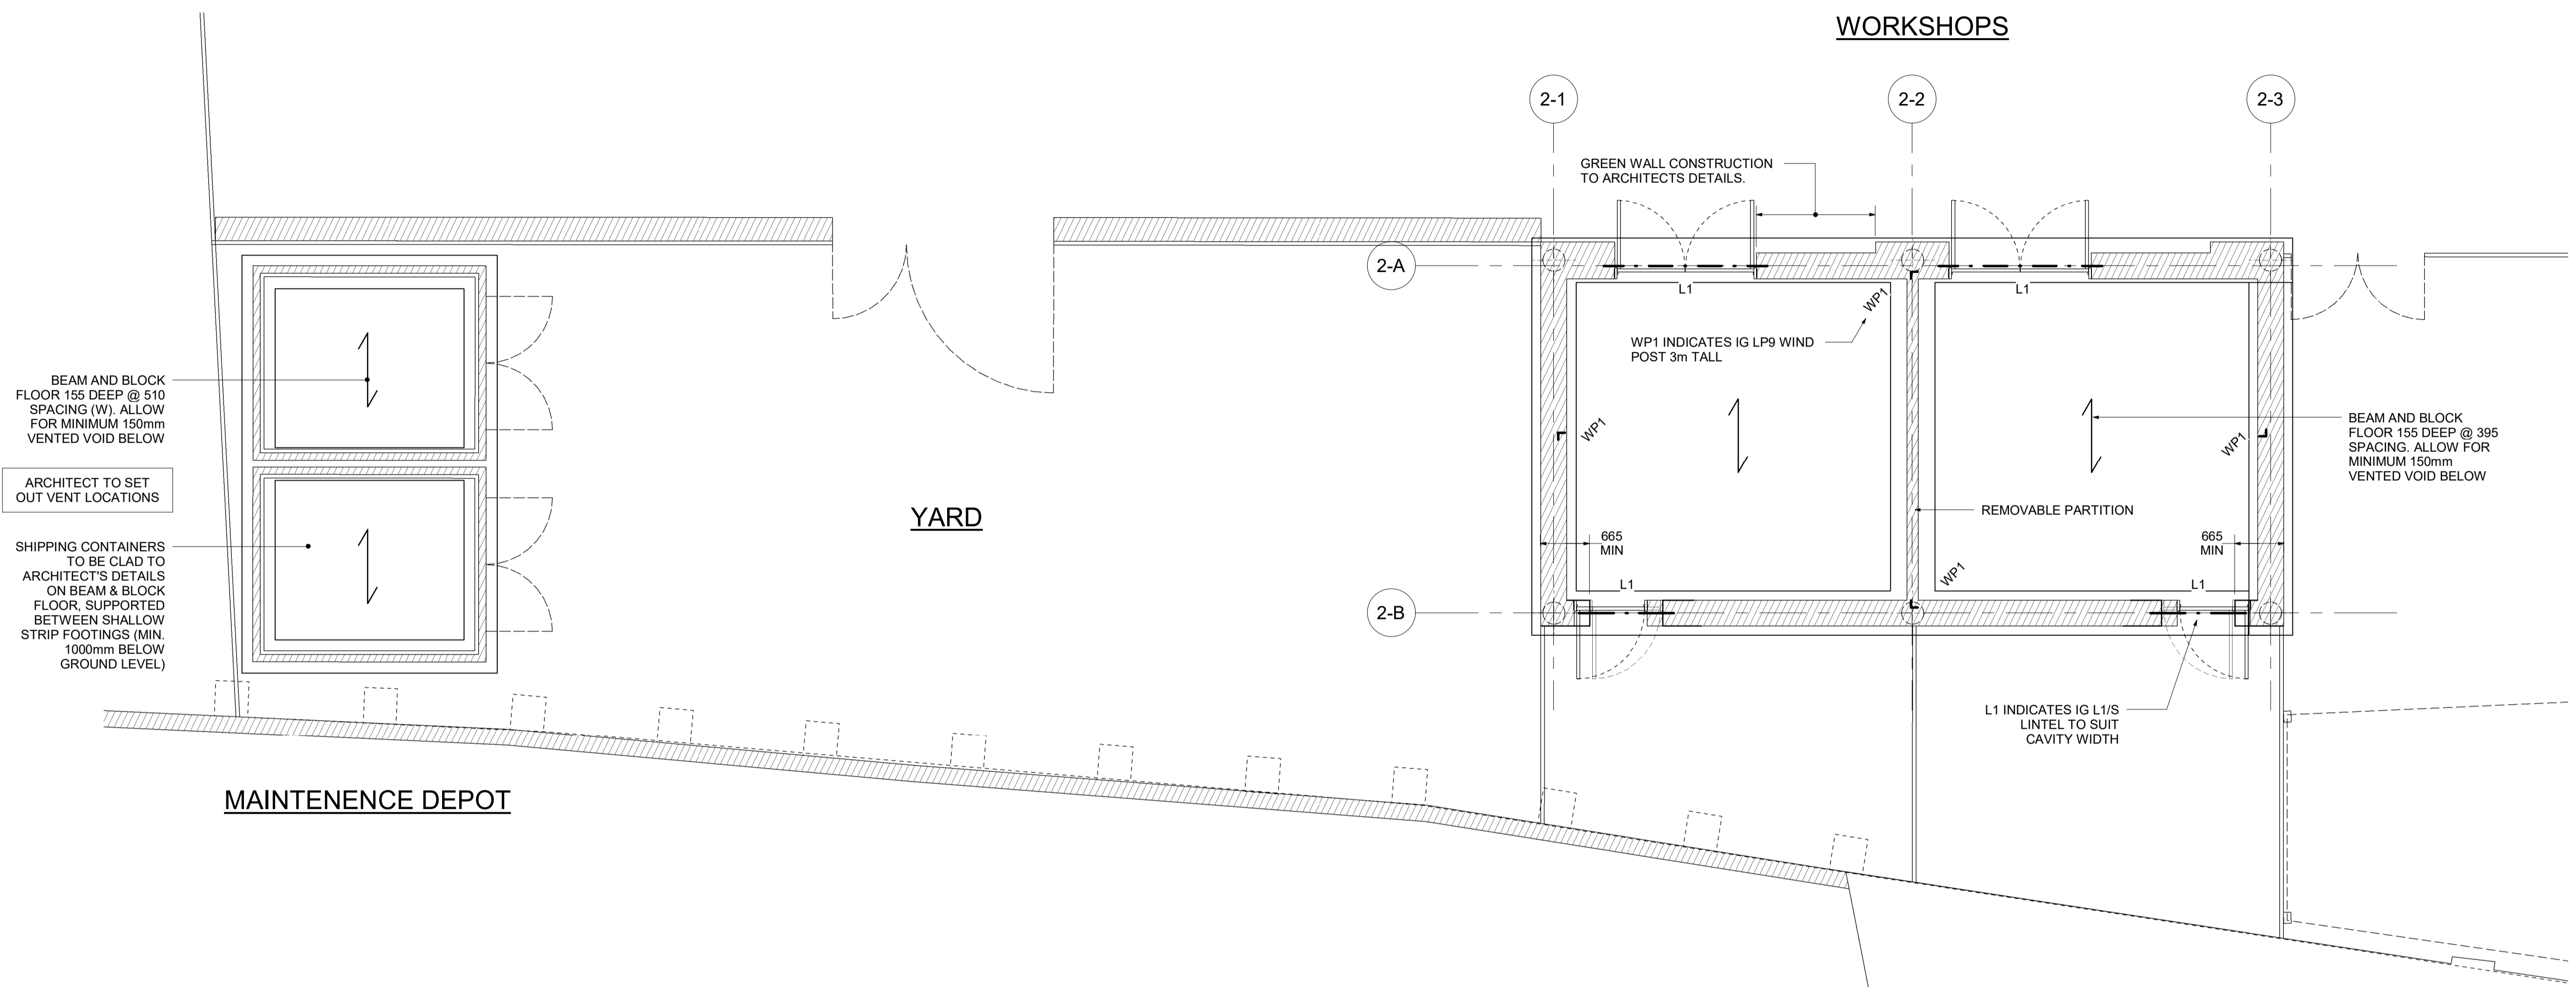 WORKSHOPS
2-1
2-2
2-3
GREEN WALL CONSTRUCTION
TO ARCHITECTS DETAILS.
2-A
L1
L1
WP1
WP1 INDICATES IG LP9 WIND
POST 3m TALL
BEAM AND BLOCK
FLOOR 155 DEEP @ 510
SPACING (W). ALLOW
FOR MINIMUM 150mm
VENTED VOID BELOW
WP1
WP1
BEAM AND BLOCK
FLOOR 155 DEEP @ 395
SPACING. ALLOW FOR
MINIMUM 150mm
VENTED VOID BELOW
ARCHITECT TO SET
OUT VENT LOCATIONS
YARD
REMOVABLE PARTITION
SHIPPING CONTAINERS
TO BE CLAD TO
ARCHITECT'S DETAILS
ON BEAM & BLOCK
FLOOR, SUPPORTED
BETWEEN SHALLOW
STRIP FOOTINGS (MIN.
1000mm BELOW
GROUND LEVEL)
665
MIN
665
MIN
WP1
L1
L1
2-B
L1 INDICATES IG L1/S
LINTEL TO SUIT
CAVITY WIDTH
MAINTENENCE DEPOT